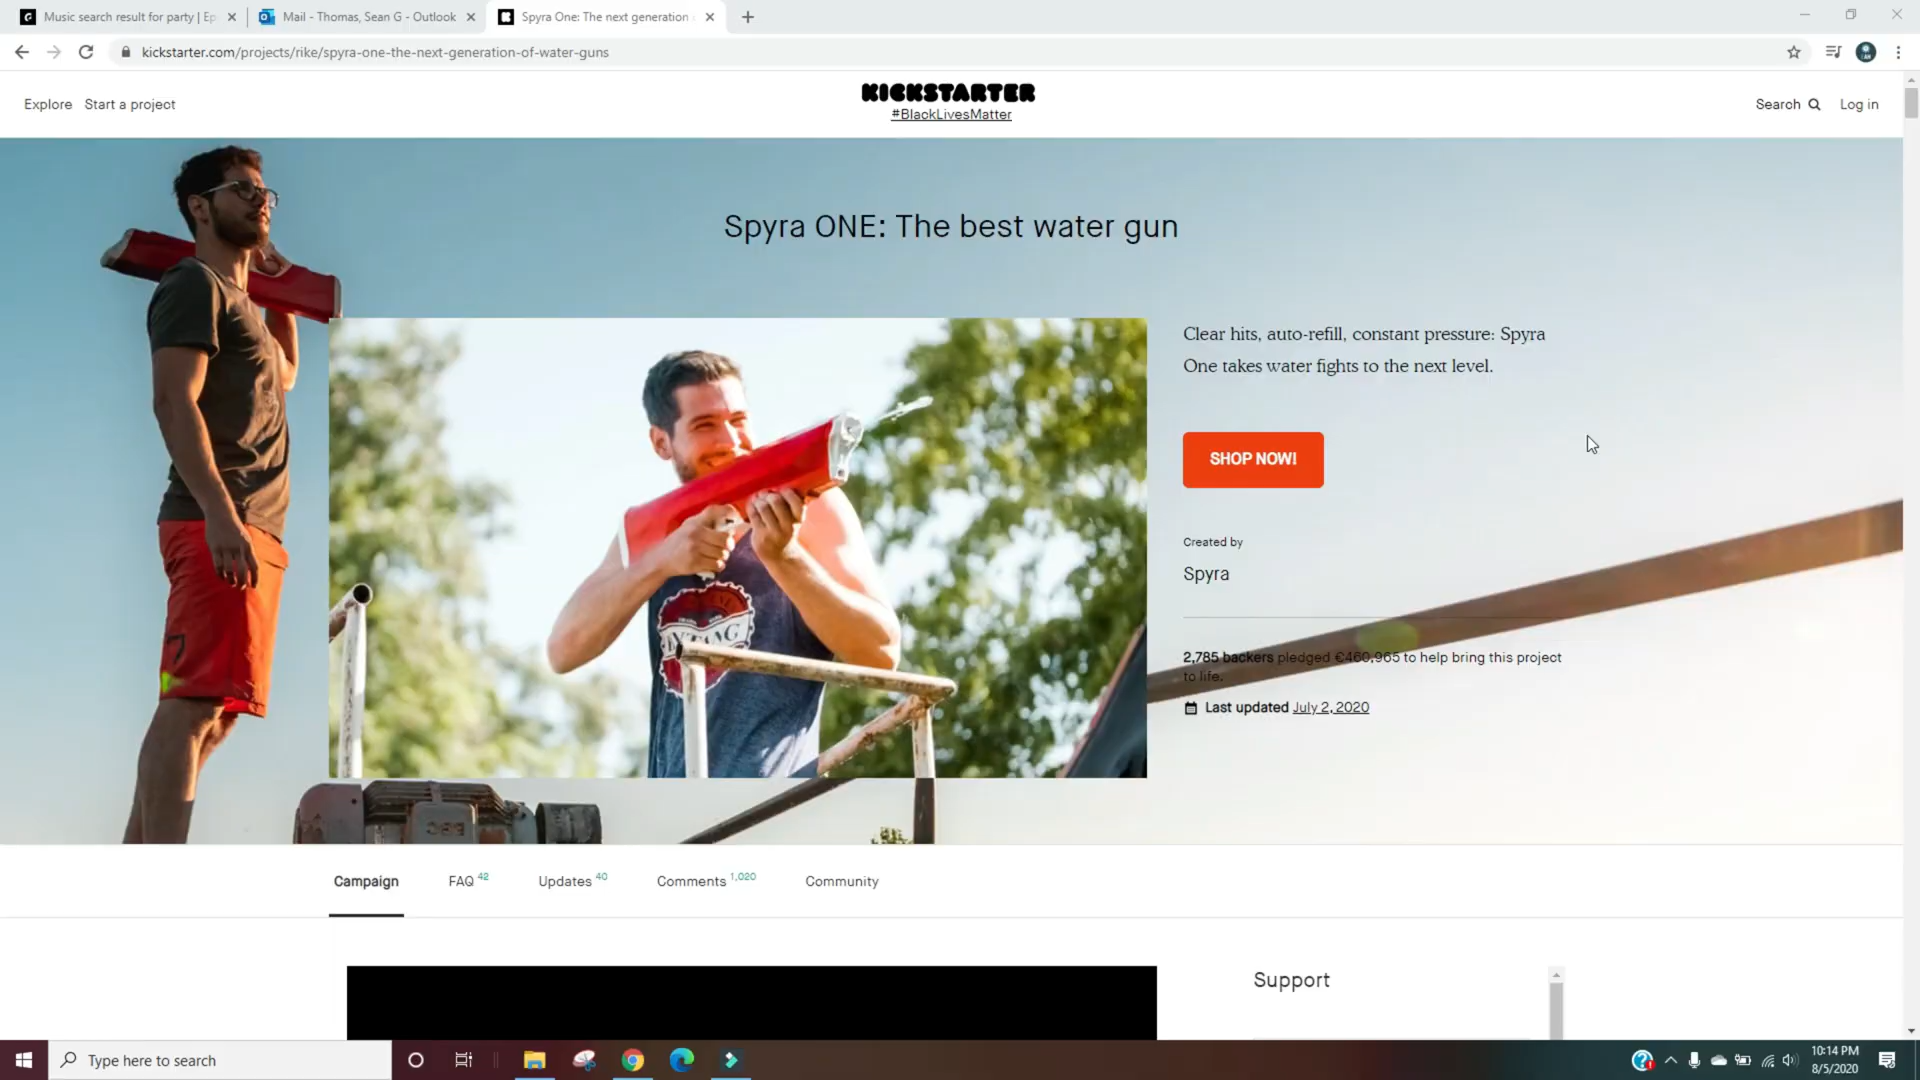 Music search result for party | Ep
Mail - Thomas, Sean G - Outlook
Spyra One: The next generation
kickstarter.com/projects/rike/spyra-one-the-next-generation-of-water-guns
Explore Start a project
KICKSTARTER
#BlackLivesMatter
Search Log in
Spyra ONE: The best water gun
Clear hits, auto-refill, constant pressure: Spyra
One takes water fights to the next level.
SHOP NOW!
Created by
Spyra
2,785 backers pledged €460,965 to help bring this project
to life.
Last updated July 2, 2020
Campaign FAQ 42 Updates 40 Comments 1,020 Community
Support
Type here to search
10:14 PM
8/5/2020